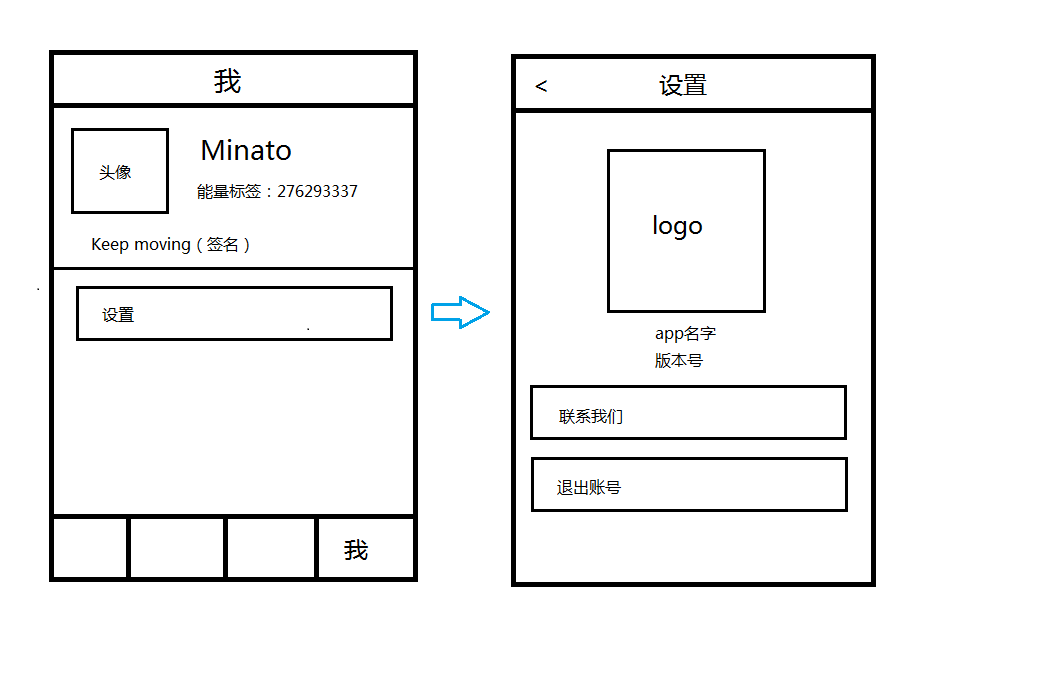 我
头像
Minato
能量标签：276293337
Keep moving（签名）
设置
我
< 设置
logo
app名字
版本号
联系我们
退出账号